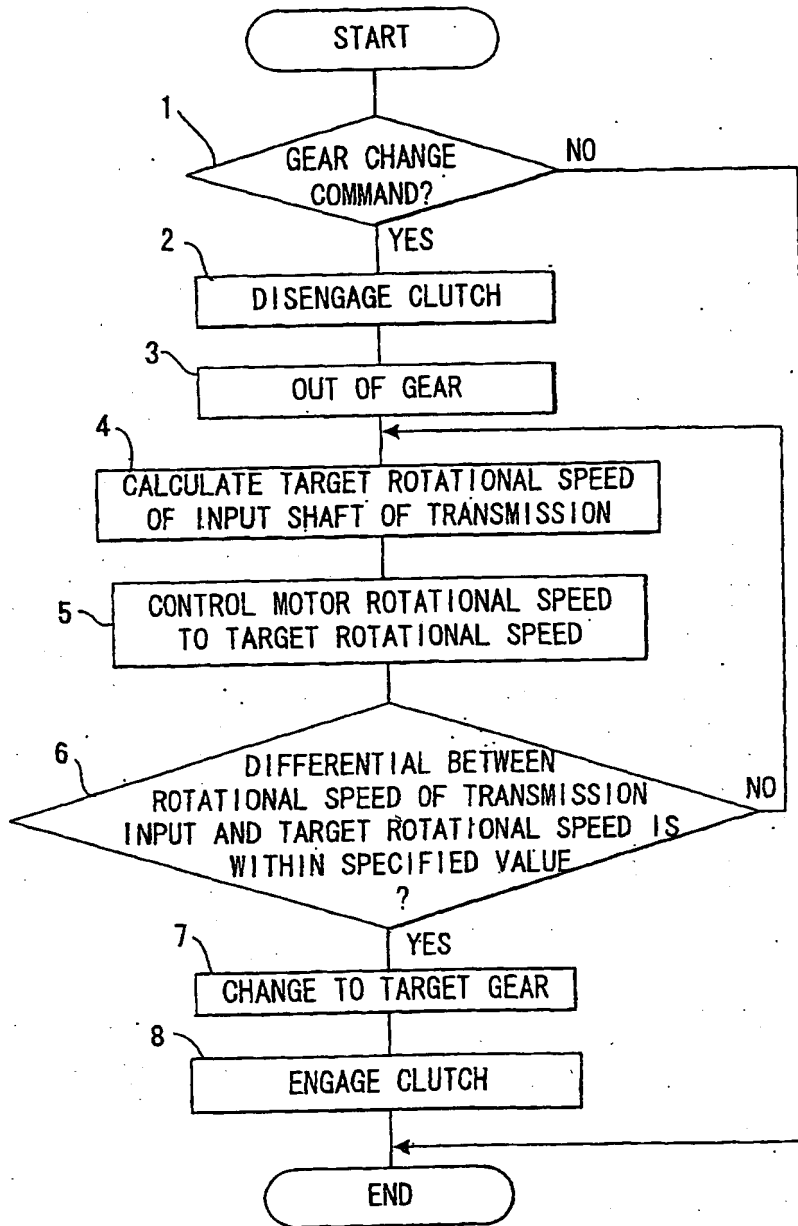 START
1
GEAR CHANGE
COMMAND?
NO
YES
2
DISENGAGE CLUTCH
3
OUT OF GEAR
4
CALCULATE TARGET ROTATIONAL SPEED
OF INPUT SHAFT OF TRANSMISSION
5
CONTROL MOTOR ROTATIONAL SPEED
TO TARGET ROTATIONAL SPEED
6
DIFFERENTIAL BETWEEN
ROTATIONAL SPEED OF TRANSMISSION
INPUT AND TARGET ROTATIONAL SPEED IS
WITHIN SPECIFIED VALUE
?
NO
YES
7
CHANGE TO TARGET GEAR
8
ENGAGE CLUTCH
END